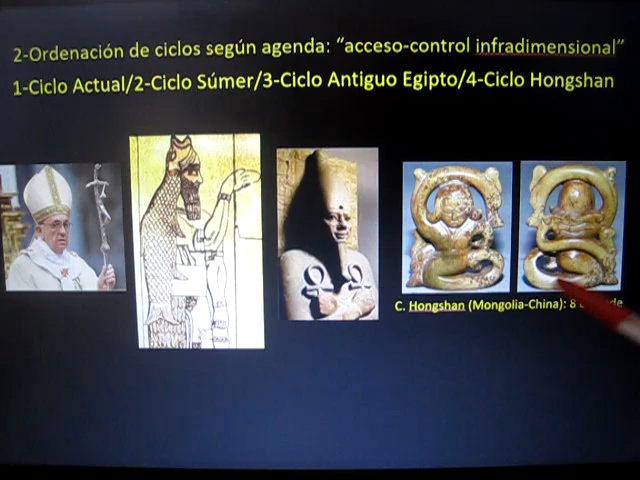 2-Ordenación de ciclos según agenda: “acceso-control infradimensional”
1-Ciclo Actual/2-Ciclo Súmer/3-Ciclo Antiguo Egipto/4-Ciclo Hongshan
C. Hongshan (Mongolia-China): 8